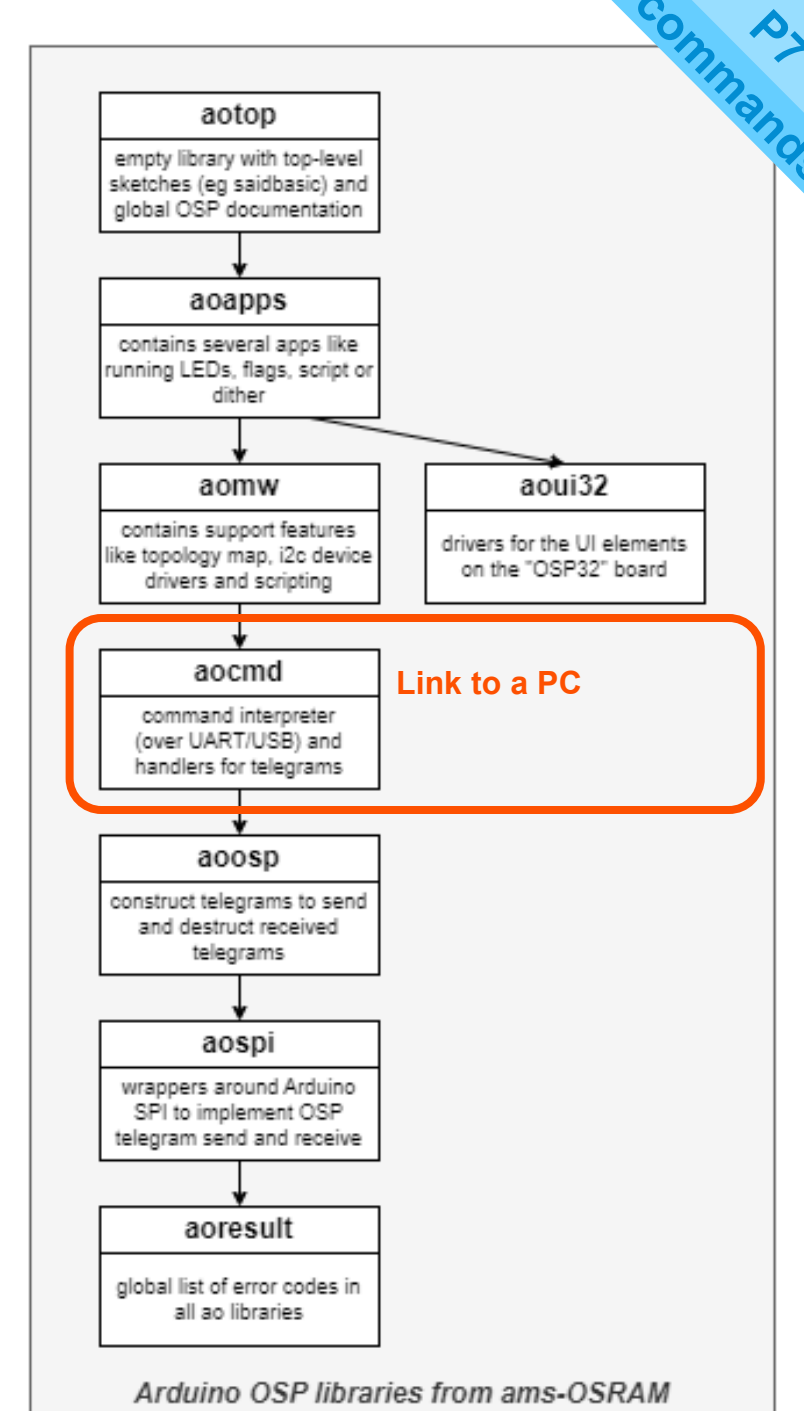 P7
commands
aotop
empty library with top-level
sketches (eg saidbasic) and
global OSP documentation
aoapps
contains several apps like
running LEDs, flags, script or
dither
aomw
contains support features
like topology map, i2c device
drivers and scripting
aoui32
drivers for the UI elements
on the "OSP32" board
aocmd
command interpreter
(over UART/USB) and
handlers for telegrams
Link to a PC
aoosp
construct telegrams to send
and destruct received
telegrams
aospi
wrappers around Arduino
SPI to implement OSP
telegram send and receive
aoresult
global list of error codes in
all ao libraries
Arduino OSP libraries from ams-OSRAM